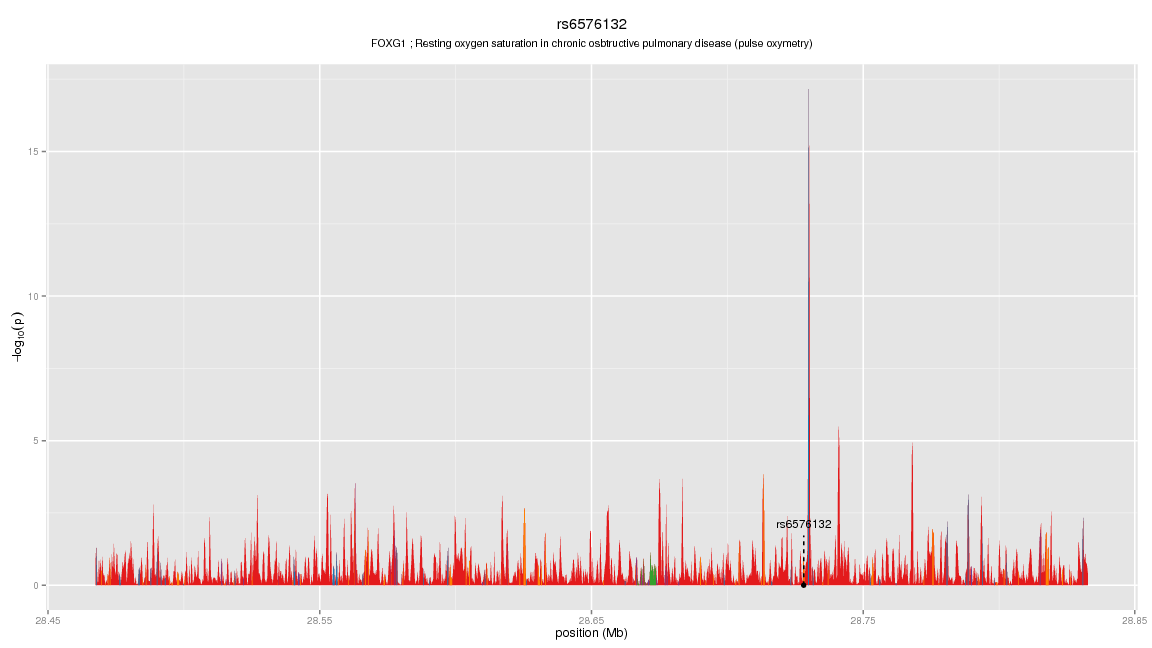 rs6576132
FOXG1 ; Resting oxygen saturation in chronic osbtructive pulmonary disease (pulse oxymetry)
15
10
5
0
−log10(p)
rs6576132
28.45
28.55
28.65
28.75
28.85
position (Mb)